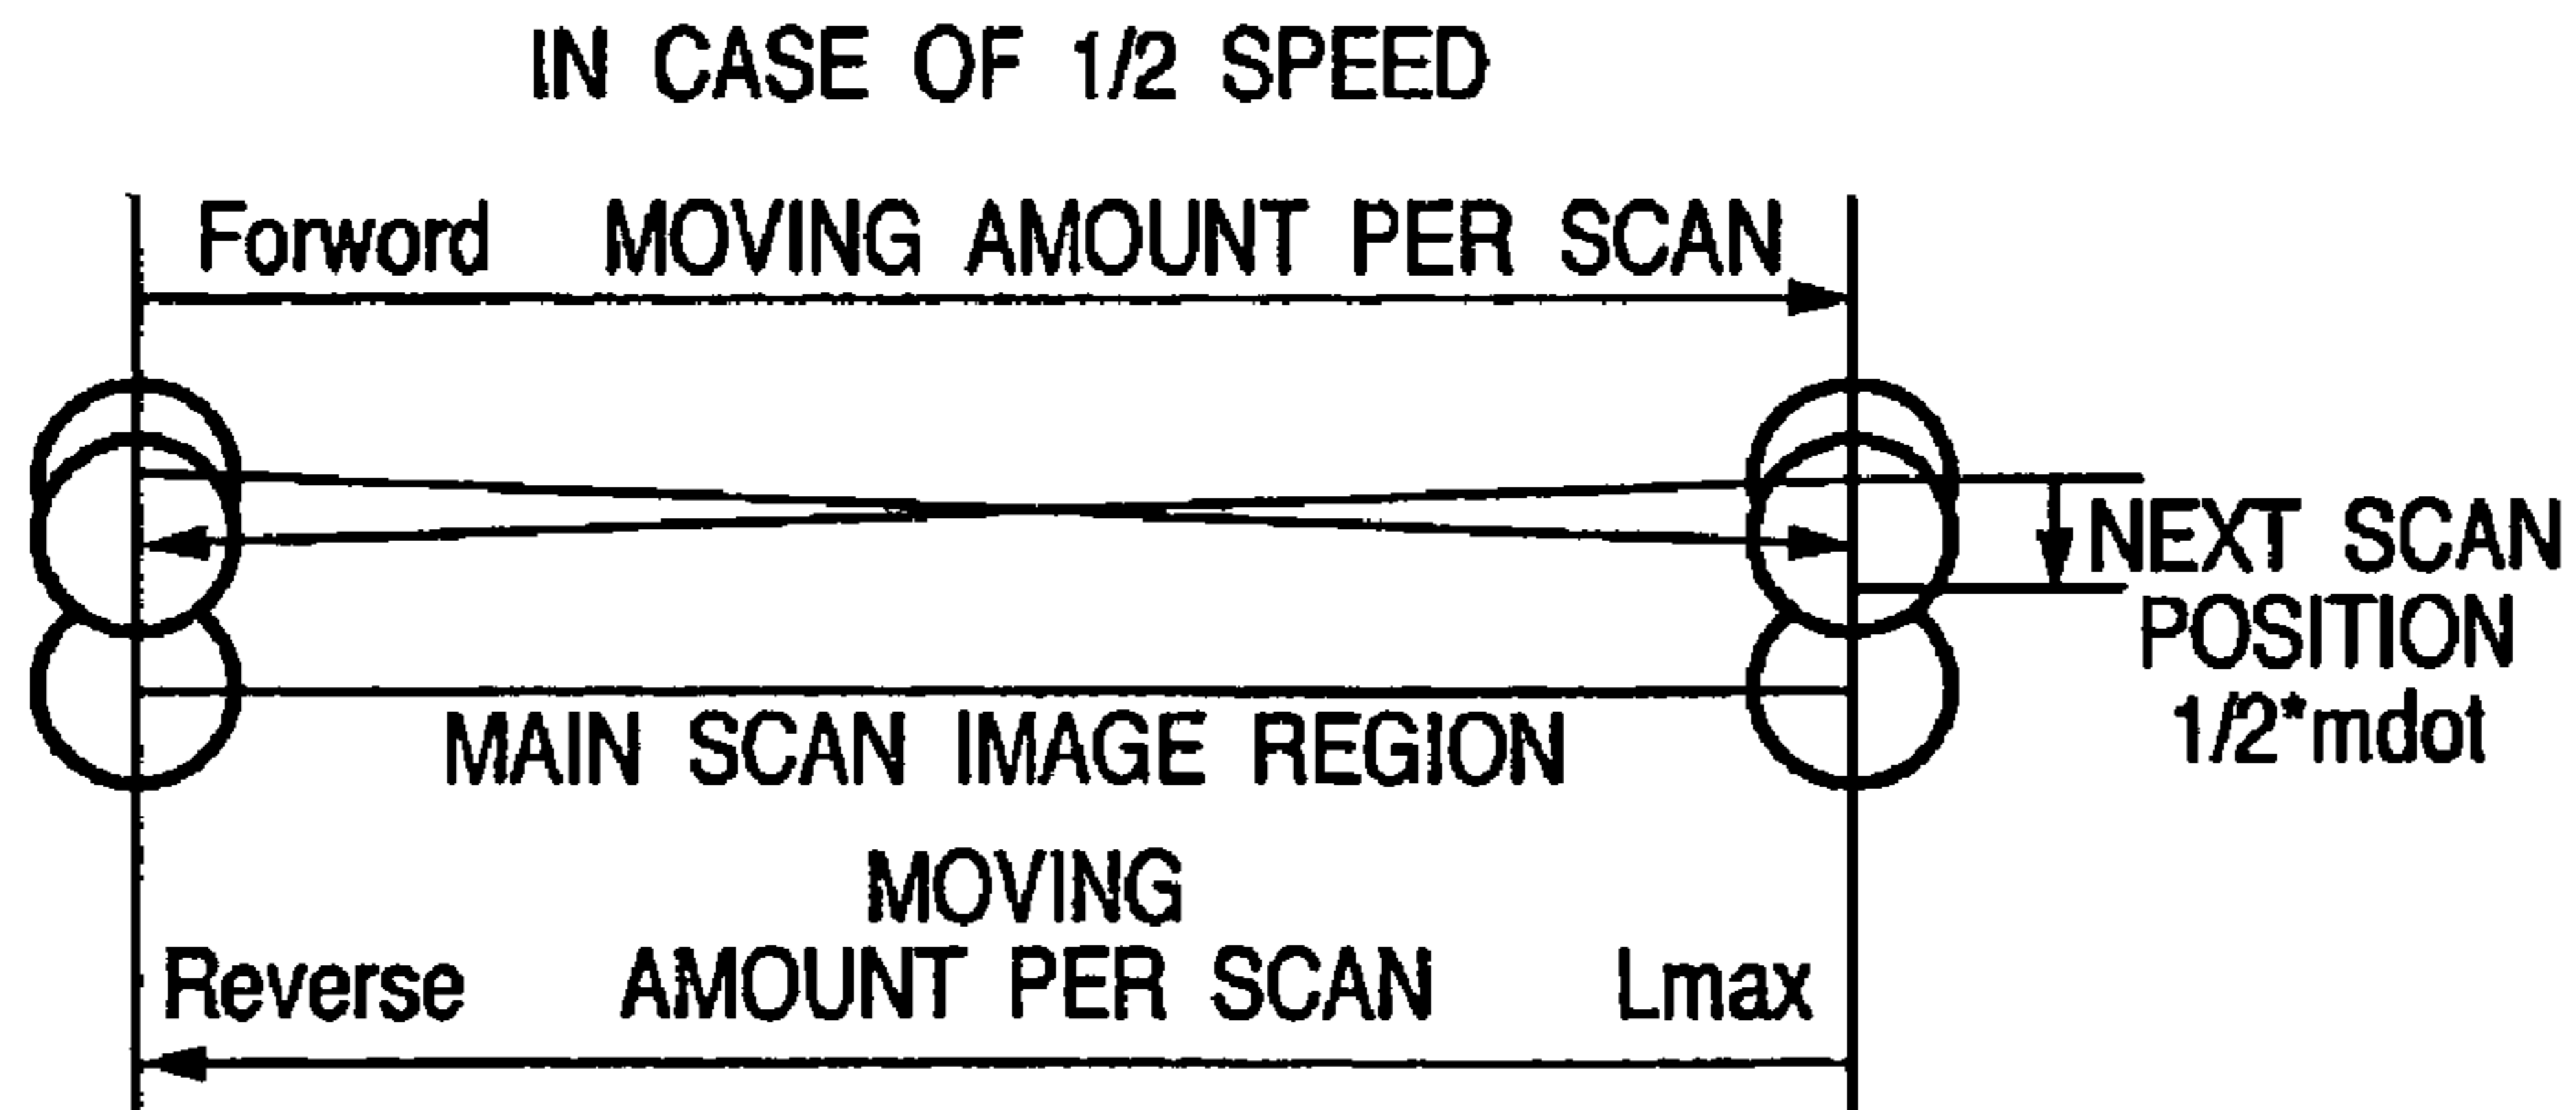 IN CASE OF 1/2 SPEED
Forword MOVING AMOUNT PER SCAN
NEXT SCAN
POSITION
1/2*mdot
MAIN SCAN IMAGE REGION
MOVING
Reverse AMOUNT PER SCAN Lmax